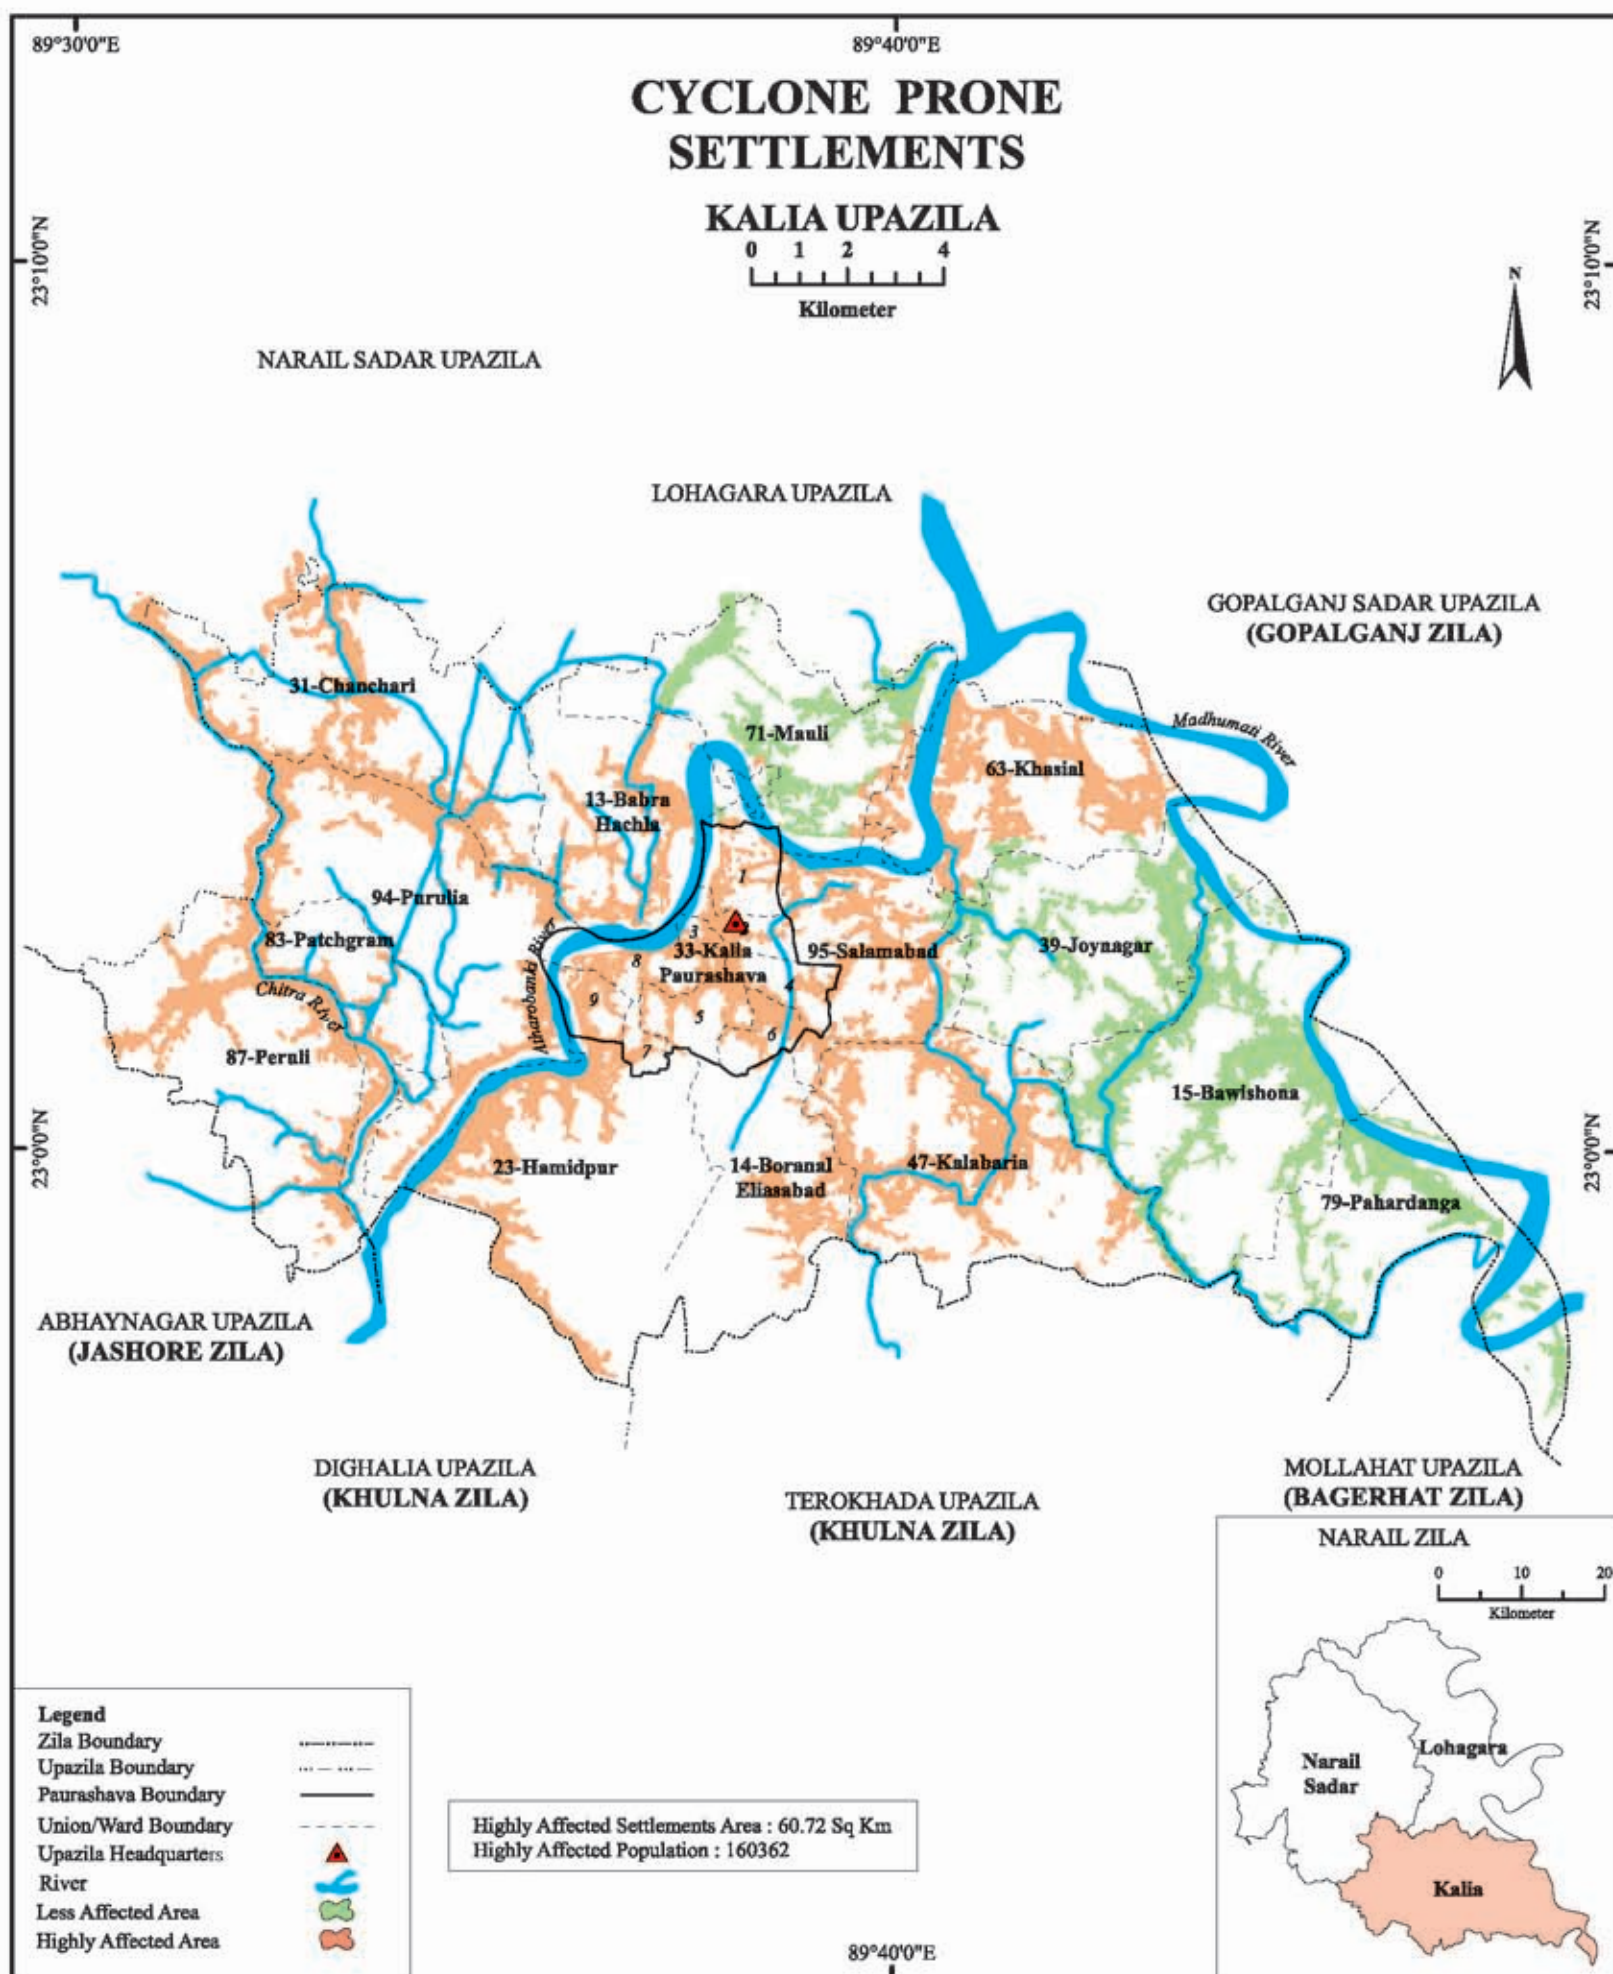 89°30'0"E
89°40'0"E
CYCLONE PRONE
SETTLEMENTS
KALIA UPAZILA
0 1 2 4
Kilometer
23°10'0"N
23°10'0"N
N
NARAIL SADAR UPAZILA
LOHAGARA UPAZILA
GOPALGANJ SADAR UPAZILA
(GOPALGANJ ZILA)
31-Chanchari
71-Mauli
Madhumati River
63-Khasial
13-Babra
Hachla
1
94-Purulia
83-Patchgram
3
33-Kalia
Paurashava
95-Salamabad
39-Joynagar
8
4
9
5
6
7
Chitra River
Atharobanki River
87-Peruli
15-Bawishona
23°0'0"N
23°0'0"N
23-Hamidpur
14-Boranal
Eliasabad
47-Kalabaria
79-Pahardanga
ABHAYNAGAR UPAZILA
(JASHORE ZILA)
DIGHALIA UPAZILA
(KHULNA ZILA)
TEROKHADA UPAZILA
(KHULNA ZILA)
MOLLAHAT UPAZILA
(BAGERHAT ZILA)
NARAIL ZILA
0 10 20
Kilometer
Lohagara
Narail
Sadar
Kalia
Legend
Zila Boundary
Upazila Boundary
Paurashava Boundary
Union/Ward Boundary
Upazila Headquarters
River
Less Affected Area
Highly Affected Area
Highly Affected Settlements Area : 60.72 Sq Km
Highly Affected Population : 160362
89°40'0"E